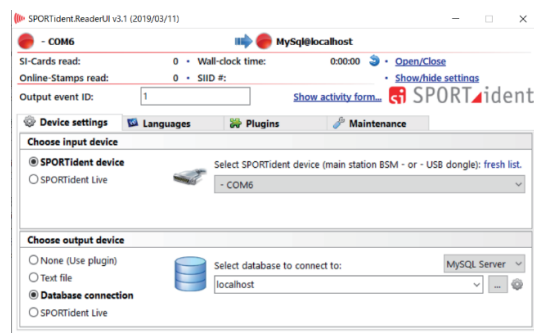 SPORTident.ReaderUI v3.1 (2019/03/11)
- COM6 MySql@localhost
SI-Cards read: 0 • Wall-clock time: 0:00:00 • Open/Close
Online-Stamps read: 0 • SIID #: • Show/hide settings
Output event ID: 1 Show activity form... SPORTident
Device settings Languages Plugins Maintenance
Choose input device
SPORTident device Select SPORTident device (main station BSM - or - USB dongle): fresh list.
SPORTident Live - COM6
Choose output device
None (Use plugin) Select database to connect to: MySQL Server
Text file localhost ...
Database connection
SPORTident Live